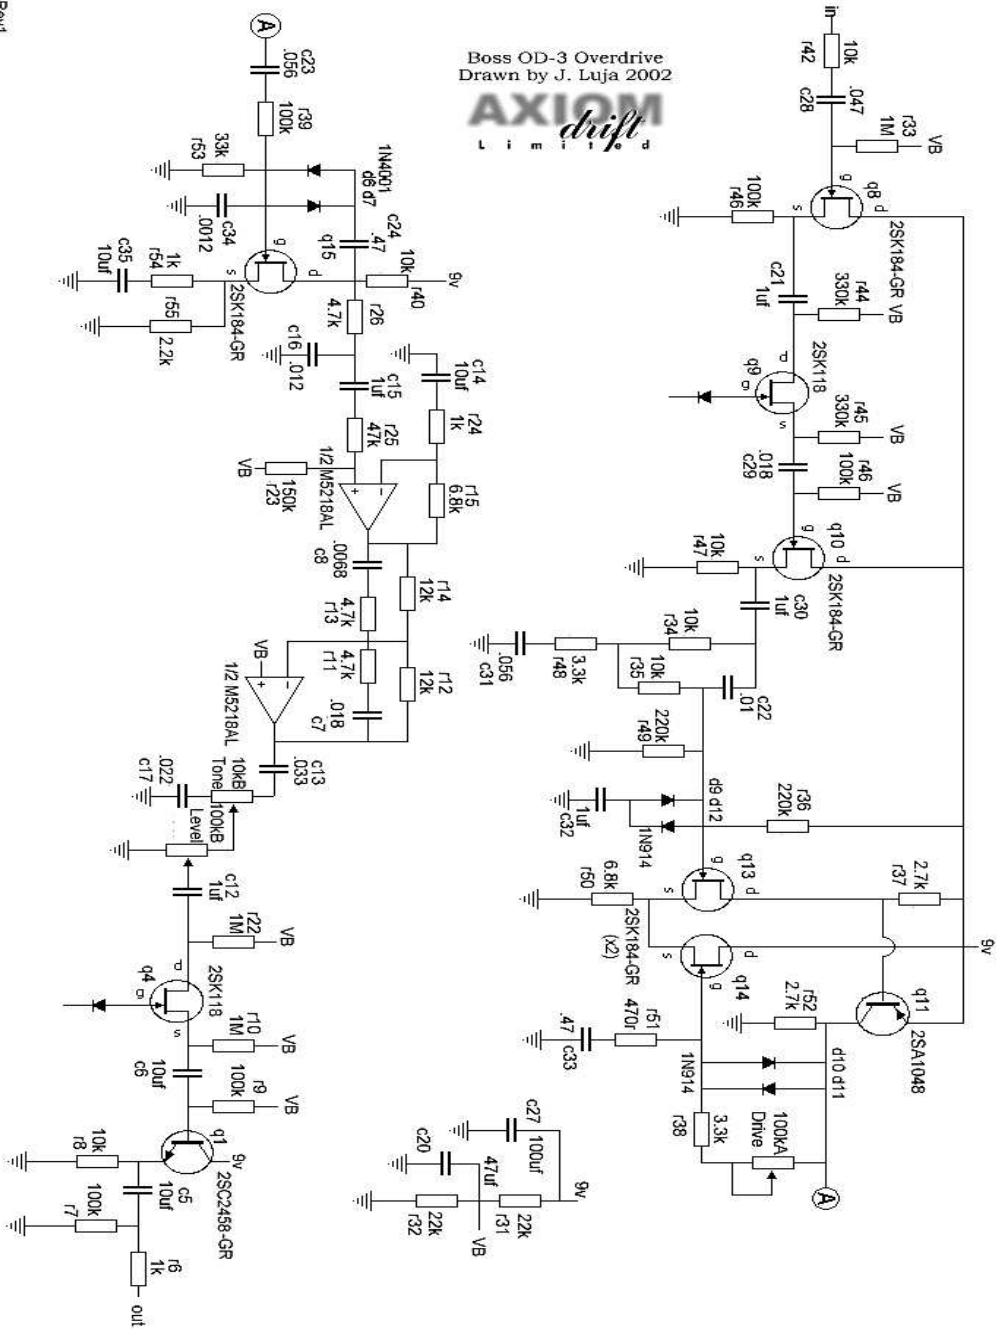 Boss OD-3 Overdrive
Drawn by J. Luja 2002
AXIOM
drift
Limited
in
10k
r42
.047
c28
r33
1M
VB
q8
g
d
s
2SK184-GR
100k
r46
c21
1uf
r44
330k
VB
2SK118
q9
d
g
s
r45
330k
VB
.018
c29
r46
100k
VB
q10
g
d
s
2SK184-GR
10k
r47
c30
1uf
10k
r34
10k
r35
c22
.01
3.3k
r48
.056
c31
220k
r49
d9 d12
1N914
1uf
c32
r36
220k
q13
g
d
s
2.7k
r37
6.8k
r50
2SK184-GR
(x2)
q14
d
s
g
9v
q11
2SA1048
r52
2.7k
r51
470r
.47
c33
d10 d11
1N914
3.3k
r38
100kA
Drive
A
A
c23
.056
r39
100k
33k
r53
1N4001
d6 d7
c34
.0012
c24
.47
q15
g
d
s
2SK184-GR
c35
10uf
1k
r54
r55
2.2k
10k
r40
9v
r26
4.7k
c16
.012
c15
1uf
c14
10uf
r24
1k
r25
47k
VB
150k
r23
1/2 M5218AL
+
-
r15
6.8k
.0068
c8
r14
12k
4.7k
r13
4.7k
r11
r12
12k
.018
c7
VB
+
-
1/2 M5218AL
c13
.033
10kB
Tone
.022
c17
100kB
Level
c12
1uf
r22
1M
VB
2SK118
q4
d
g
s
r10
1M
VB
10uf
c6
r9
100k
VB
q1
9v
2SC2458-GR
10k
r8
c5
10uf
100k
r7
r6
1k
out
c27
100uf
c20
47uf
9v
22k
r31
22k
r32
VB
Rev1